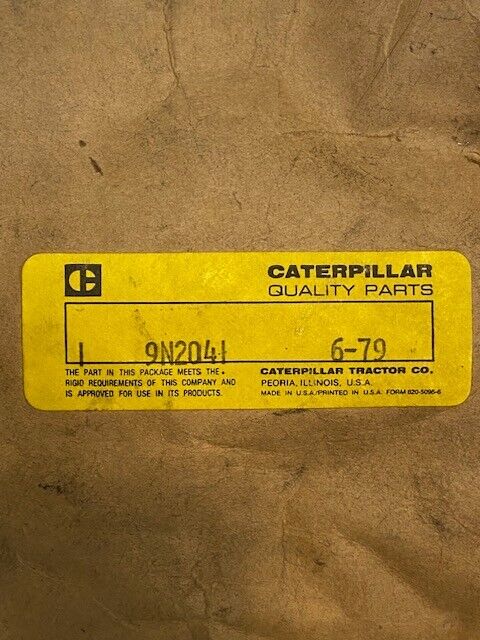 C CATERPILLAR
QUALITY PARTS
1 9N2041 6-79
THE PART IN THIS PACKAGE MEETS THE
RIGID REQUIREMENTS OF THIS COMPANY AND
IS APPROVED FOR USE IN ITS PRODUCTS.
CATERPILLAR TRACTOR CO.
PEORIA, ILLINOIS, U.S.A.
MADE IN U.S.A./PRINTED IN U.S.A. FORM 820-5096-6